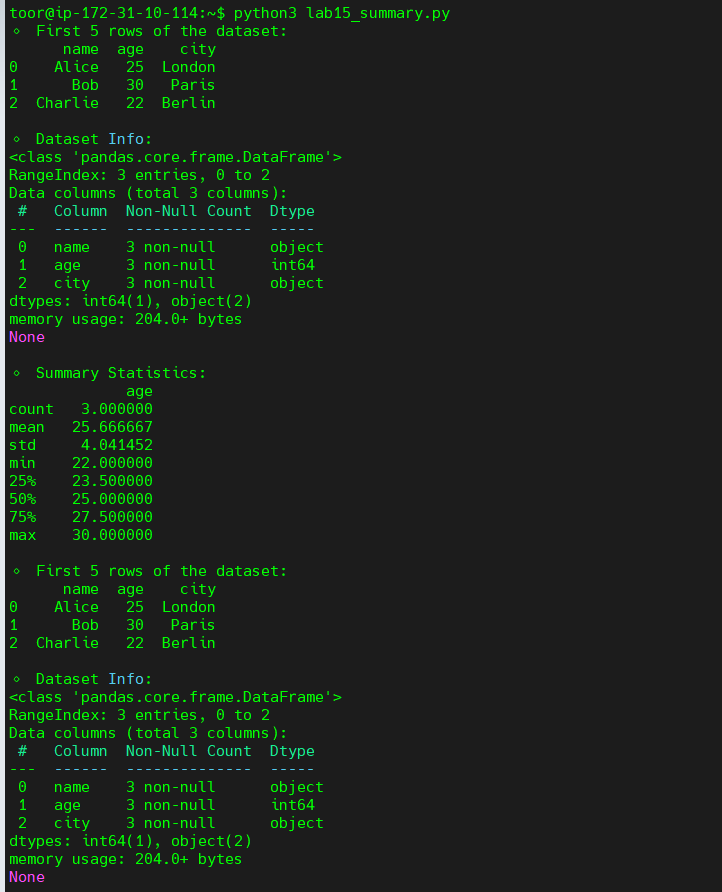 toor@ip-172-31-10-114:~$ python3 lab15_summary.py
⋄ First 5 rows of the dataset:
      name  age    city
0    Alice   25  London
1      Bob   30   Paris
2  Charlie   22  Berlin

⋄ Dataset Info:
<class 'pandas.core.frame.DataFrame'>
RangeIndex: 3 entries, 0 to 2
Data columns (total 3 columns):
 #   Column  Non-Null Count  Dtype
---  ------  --------------  -----
 0   name    3 non-null      object
 1   age     3 non-null      int64
 2   city    3 non-null      object
dtypes: int64(1), object(2)
memory usage: 204.0+ bytes
None

⋄ Summary Statistics:
             age
count   3.000000
mean   25.666667
std     4.041452
min    22.000000
25%    23.500000
50%    25.000000
75%    27.500000
max    30.000000

⋄ First 5 rows of the dataset:
      name  age    city
0    Alice   25  London
1      Bob   30   Paris
2  Charlie   22  Berlin

⋄ Dataset Info:
<class 'pandas.core.frame.DataFrame'>
RangeIndex: 3 entries, 0 to 2
Data columns (total 3 columns):
 #   Column  Non-Null Count  Dtype
---  ------  --------------  -----
 0   name    3 non-null      object
 1   age     3 non-null      int64
 2   city    3 non-null      object
dtypes: int64(1), object(2)
memory usage: 204.0+ bytes
None